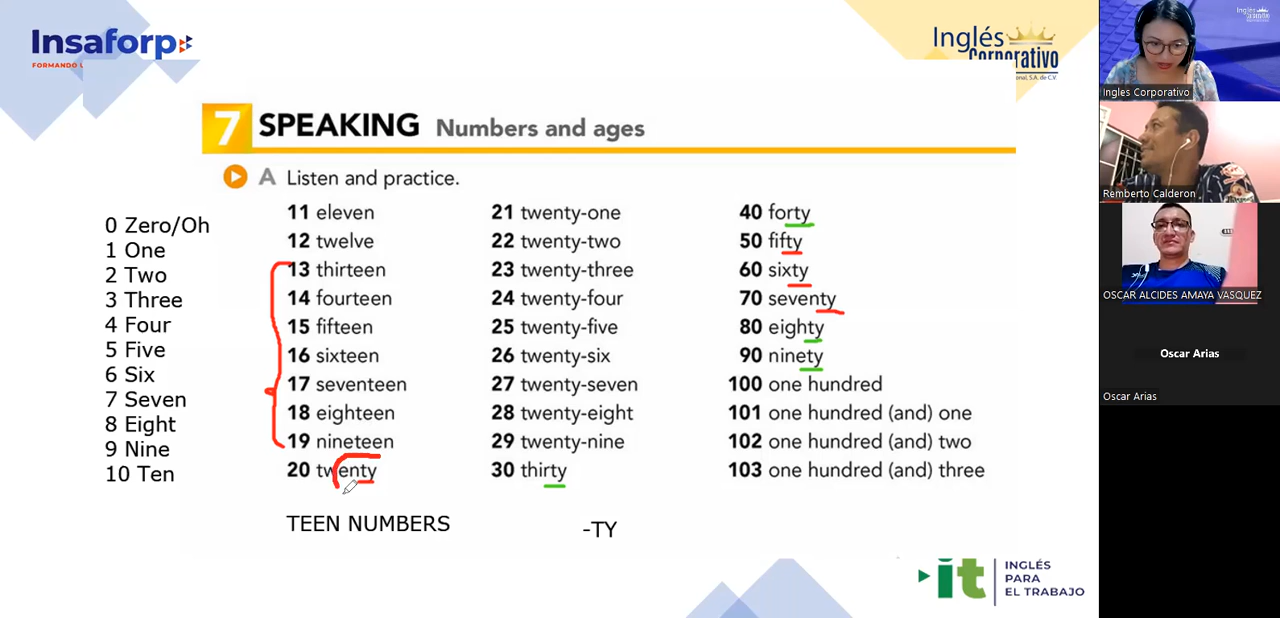 Insaforp
FORMANDO U
Inglés
Corporativo
onal, S.A. de C.V.
7 SPEAKING Numbers and ages
A Listen and practice.
0 Zero/Oh
1 One
2 Two
3 Three
4 Four
5 Five
6 Six
7 Seven
8 Eight
9 Nine
10 Ten
11 eleven
12 twelve
13 thirteen
14 fourteen
15 fifteen
16 sixteen
17 seventeen
18 eighteen
19 nineteen
20 twenty
21 twenty-one
22 twenty-two
23 twenty-three
24 twenty-four
25 twenty-five
26 twenty-six
27 twenty-seven
28 twenty-eight
29 twenty-nine
30 thirty
40 forty
50 fifty
60 sixty
70 seventy
80 eighty
90 ninety
100 one hundred
101 one hundred (and) one
102 one hundred (and) two
103 one hundred (and) three
TEEN NUMBERS
-TY
it
INGLÉS
PARA
EL TRABAJO
Ingles Corporativo
Remberto Calderon
OSCAR ALCIDES AMAYA VASQUEZ
Oscar Arias
Oscar Arias